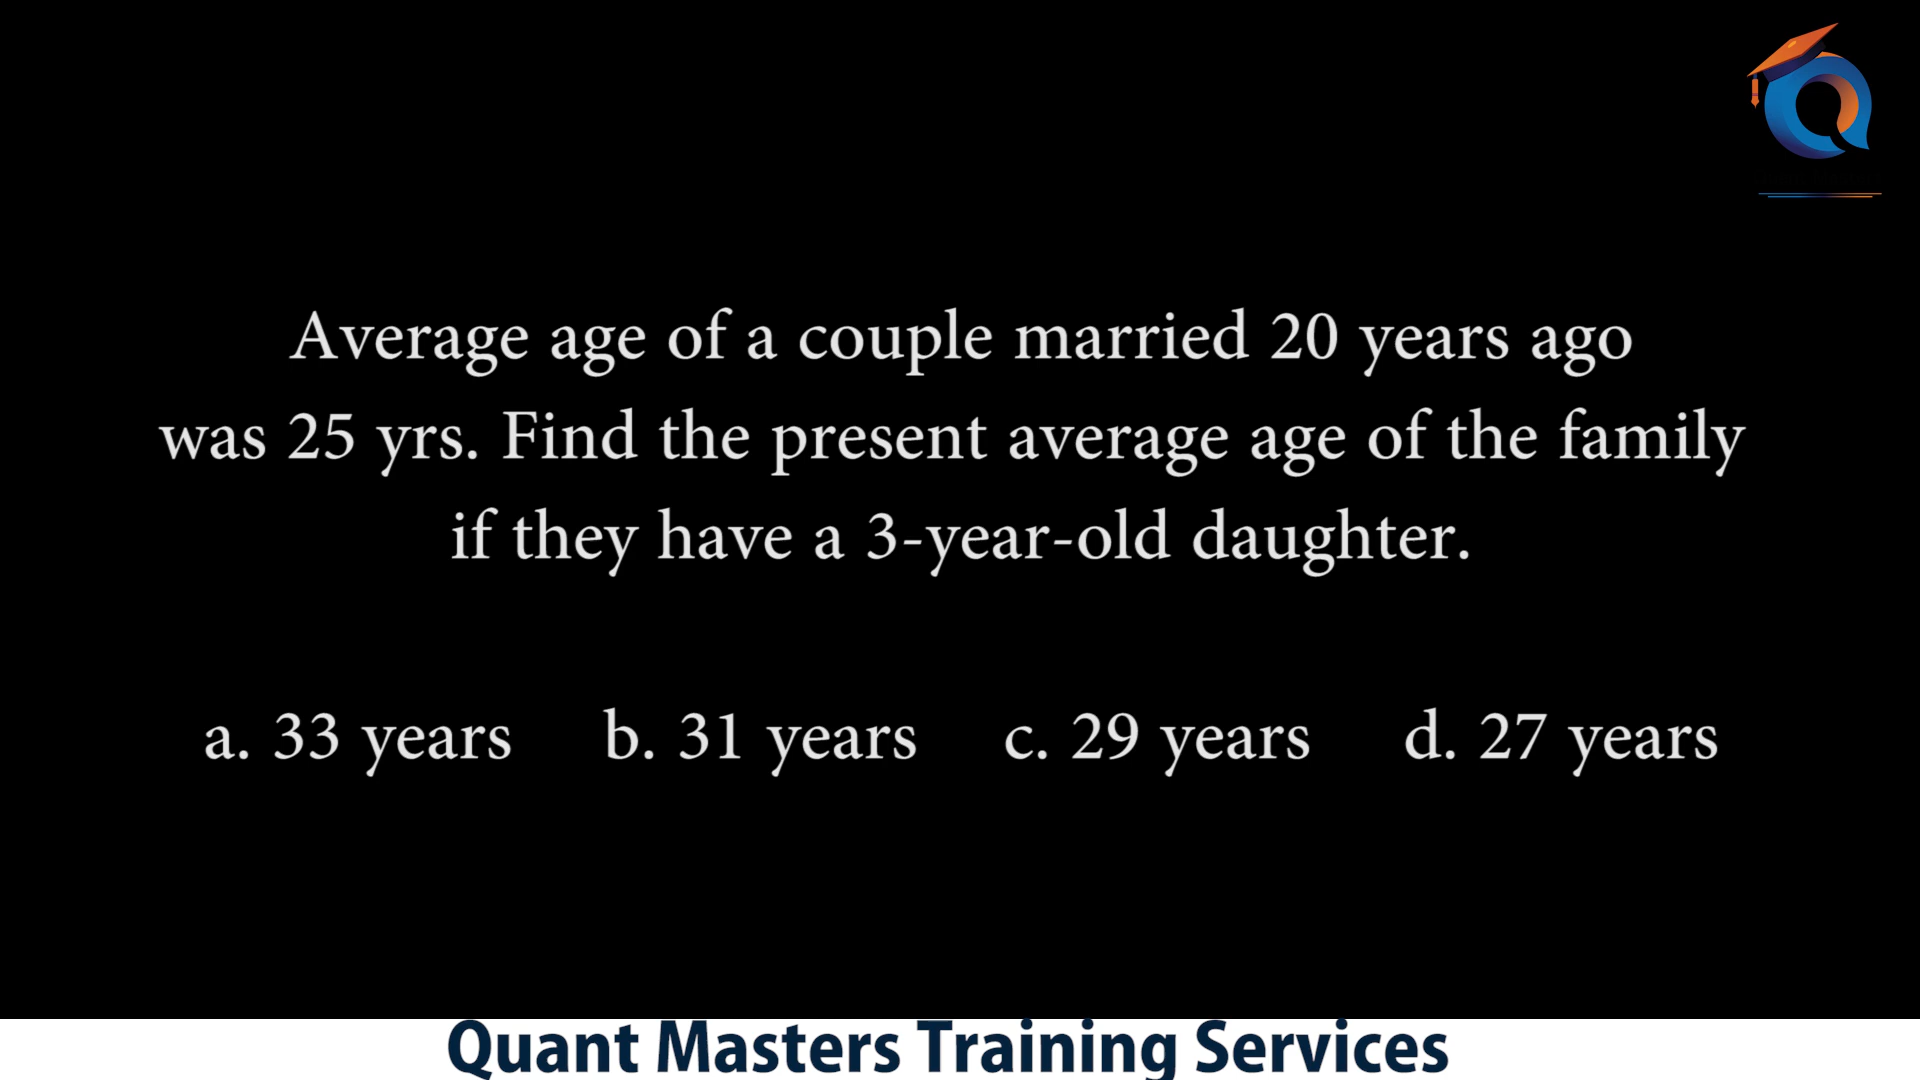 Average age of a couple married 20 years ago
was 25 yrs. Find the present average age of the family
if they have a 3-year-old daughter.
a. 33 years b. 31 years c. 29 years d. 27 years
Quant Masters Training Services